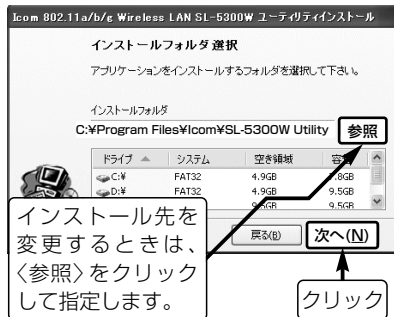 Icom 802.11a/b/g Wireless LAN SL-5300W ユーティリティインストール
インストールフォルダ選択
アプリケーションをインストールするフォルダを選択して下さい。
インストールフォルダ
C:¥Program Files¥Icom¥SL-5300W Utility 参照
ドライブ システム 空き領域
C:¥ FAT32 4.9GB
D:¥ FAT32 4.9GB 9.5GB
9.5GB 9.5GB
戻る(B) 次へ(N)
インストール先を
変更するときは、
〈参照〉をクリック
して指定します。
クリック